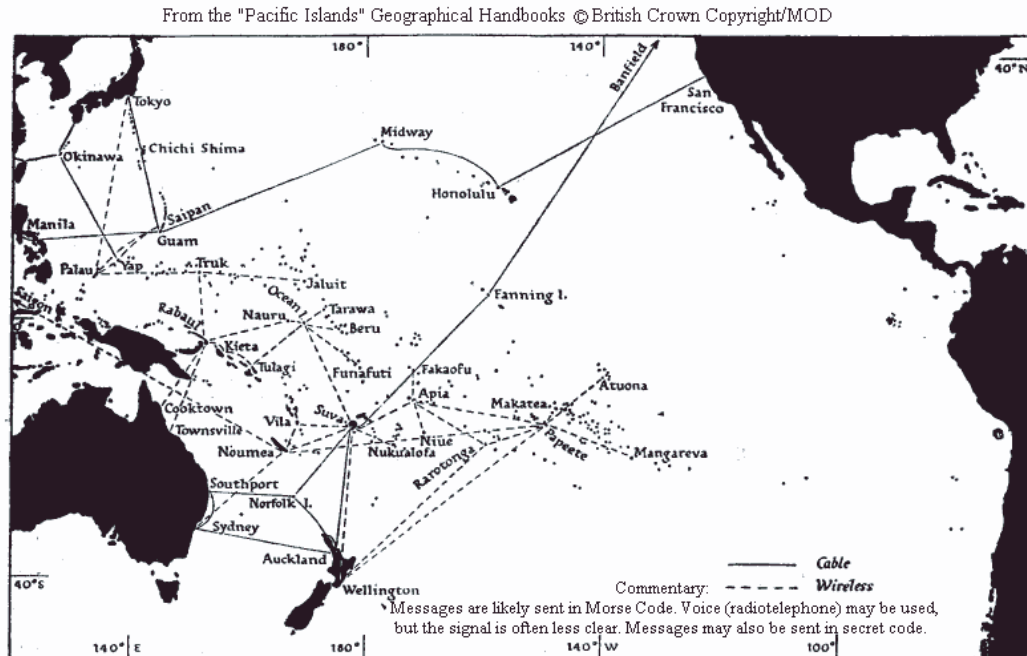 From the "Pacific Islands" Geographical Handbooks © British Crown Copyright/MOD
180°
140°
40°N
Banfield
San
Francisco
Tokyo
Midway
Chichi Shima
Okinawa
Honolulu
Saipan
Manila
Guam
Palau
Yap
Truk
Jaluit
Fanning I.
Ocean
Saigon
Tarawa
Rabaul
Nauru
Beru
Kieta
Tulagi
Funafuti
Fakaofu
Atuona
Apia
Makatea
Cooktown
Suva
Vila
Townsville
Papeete
Niue
Noumea
Nukualofa
Mangareva
Rarotonga
Southport
Norfolk I.
Sydney
Auckland
Cable
40°S
Wellington
Commentary:
Wireless
Messages are likely sent in Morse Code. Voice (radiotelephone) may be used,
but the signal is often less clear. Messages may also be sent in secret code.
140°E
180°
140°W
100°